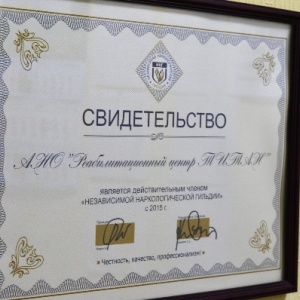 СВИДЕТЕЛЬСТВО
АНО "Реабилитационный центр ТИТАН"
является действительным членом
«НЕЗАВИСИМОЙ НАРКОЛОГИЧЕСКОЙ ГИЛЬДИИ»
с 2015 г.
» Честность, качество, профессионализм! »